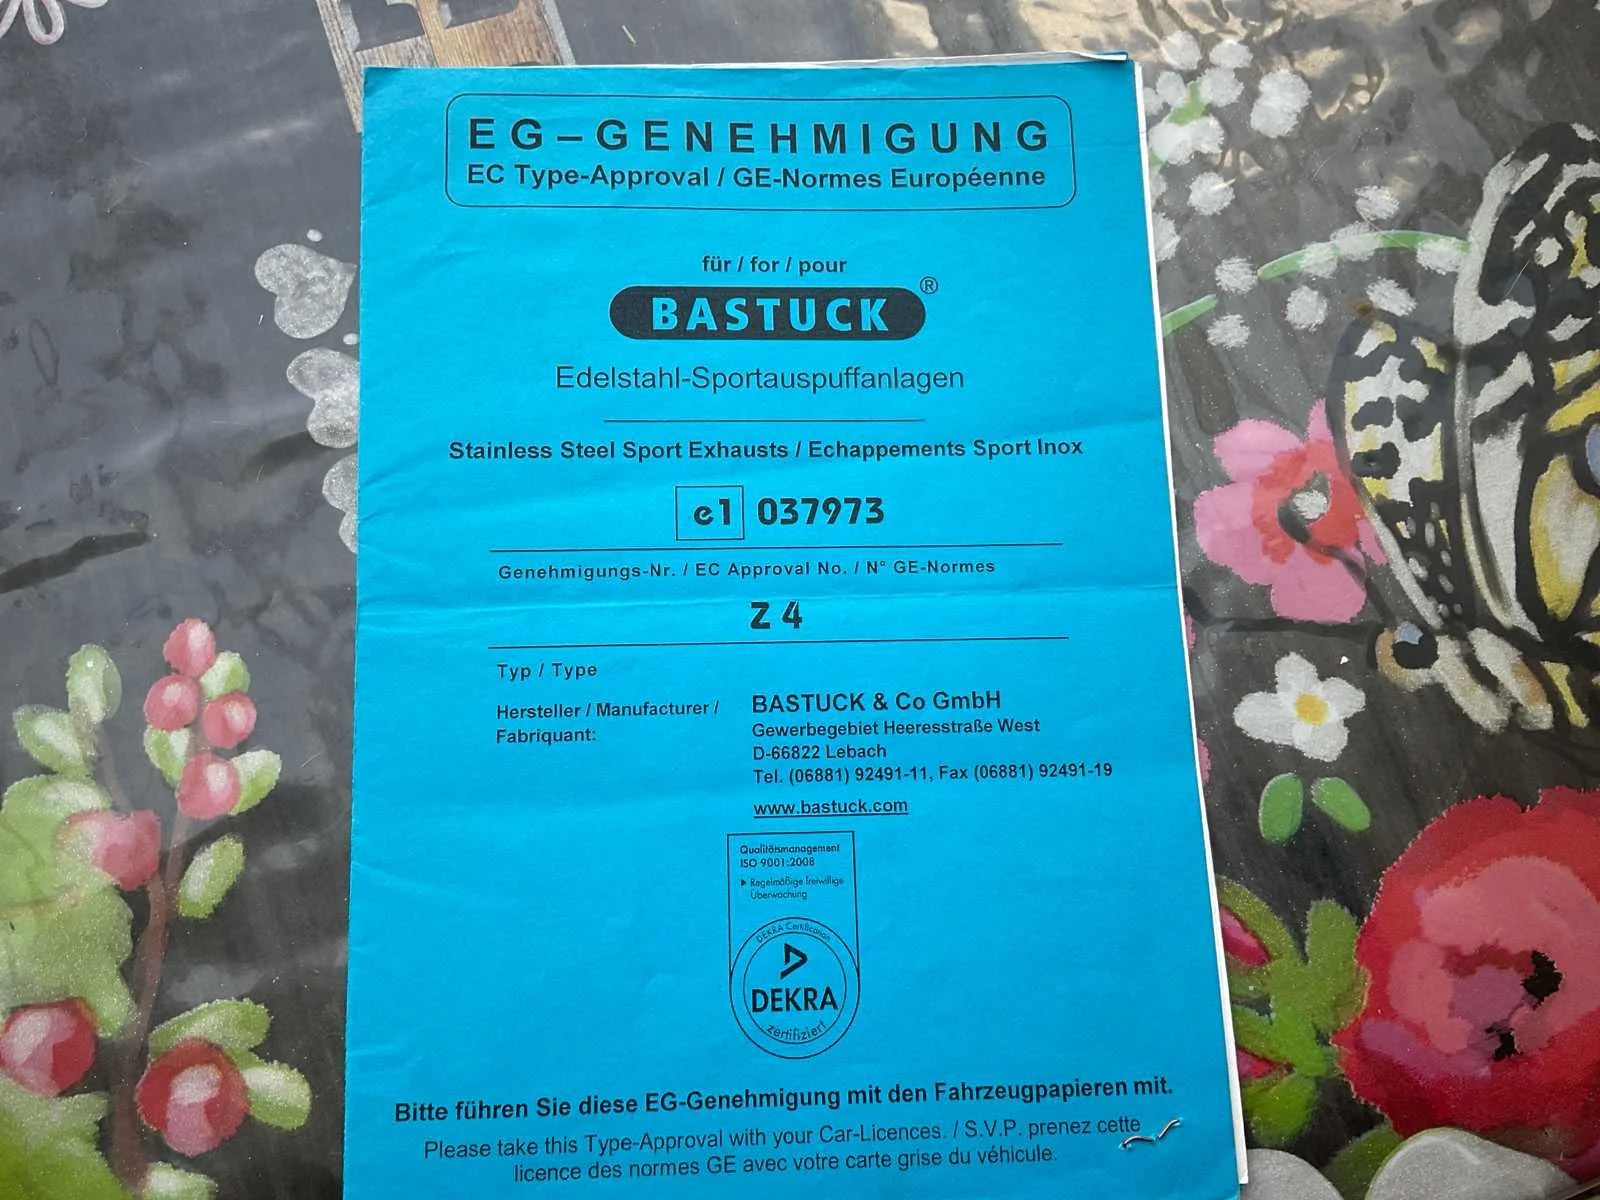 EG–GENEHMIGUNG
EC Type-Approval / GE-Normes Européenne
für / for / pour
BASTUCK®
Edelstahl-Sportauspuffanlagen
Stainless Steel Sport Exhausts / Echappements Sport Inox
e1 037973
Genehmigungs-Nr. / EC Approval No. / N° GE-Normes
Z 4
Typ / Type
Hersteller / Manufacturer /
Fabriquant:
BASTUCK & Co GmbH
Gewerbegebiet Heeresstraße West
D-66822 Lebach
Tel. (06881) 92491-11, Fax (06881) 92491-19
www.bastuck.com
Qualitätsmanagement
ISO 9001:2008
Regelmäßige freiwillige
Überwachung
DEKRA Certification
DEKRA
zertifiziert
Bitte führen Sie diese EG-Genehmigung mit den Fahrzeugpapieren mit.
Please take this Type-Approval with your Car-Licences. / S.V.P. prenez cette
licence des normes GE avec votre carte grise du véhicule.